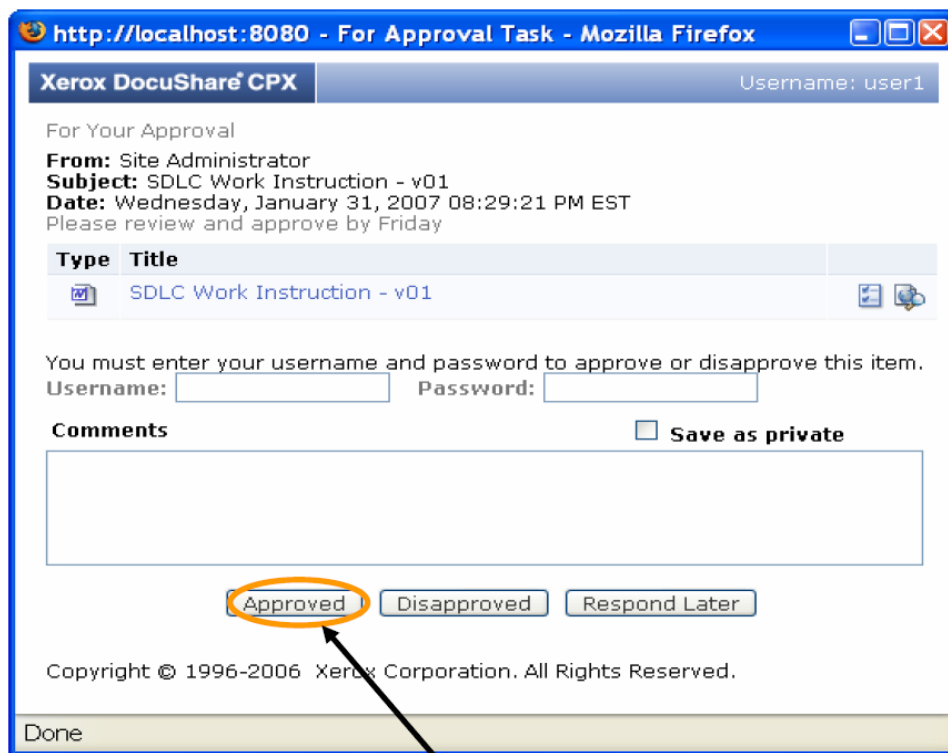 http://localhost:8080 - For Approval Task - Mozilla Firefox
Xerox DocuShare® CPX Username: user1
For Your Approval
From: Site Administrator
Subject: SDLC Work Instruction - v01
Date: Wednesday, January 31, 2007 08:29:21 PM EST
Please review and approve by Friday
Type Title
SDLC Work Instruction - v01
You must enter your username and password to approve or disapprove this item.
Username: Password:
Comments Save as private
Approved Disapproved Respond Later
Copyright © 1996-2006 Xerox Corporation. All Rights Reserved.
Done